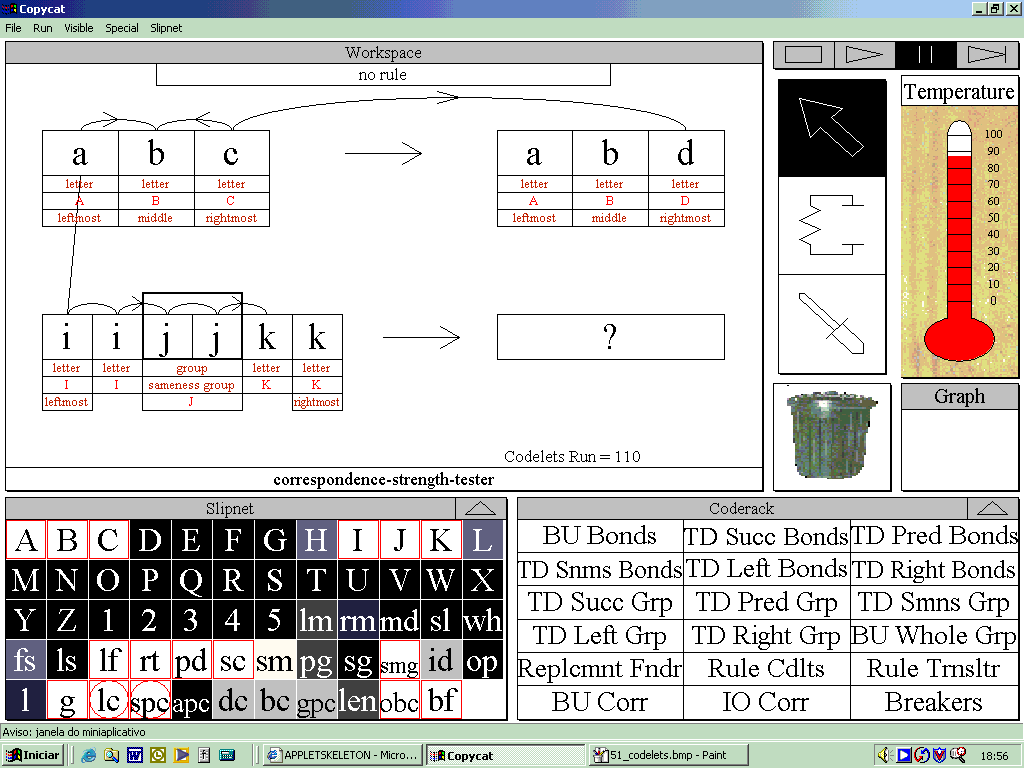 Copycat
File Run Visible Special Slipnet
Workspace
no rule
a b c a b d
letter letter letter letter letter letter
A B C A B D
leftmost middle rightmost leftmost middle rightmost
i i j j k k ?
letter letter group letter letter
I I sameness group K K
leftmost J rightmost
Codelets Run = 110
correspondence-strength-tester
Temperature
100
90
80
70
60
50
40
30
20
10
0
Graph
Slipnet
A B C D E F G H I J K L
M N O P Q R S T U V W X
Y Z 1 2 3 4 5 lm rm md sl wh
fs ls lf rt pd sc sm pg sg smg id op
l g lc spc apc dc bc gpc len obc bf
Coderack
BU Bonds TD Succ Bonds TD Pred Bonds
TD Snms Bonds TD Left Bonds TD Right Bonds
TD Succ Grp TD Pred Grp TD Smns Grp
TD Left Grp TD Right Grp BU Whole Grp
Replcmnt Fndr Rule Cdlts Rule Trnsltr
BU Corr IO Corr Breakers
Aviso: janela do miniaplicativo
Iniciar APPLETSKELETON - Micro... Copycat 51_codelets.bmp - Paint 18:56